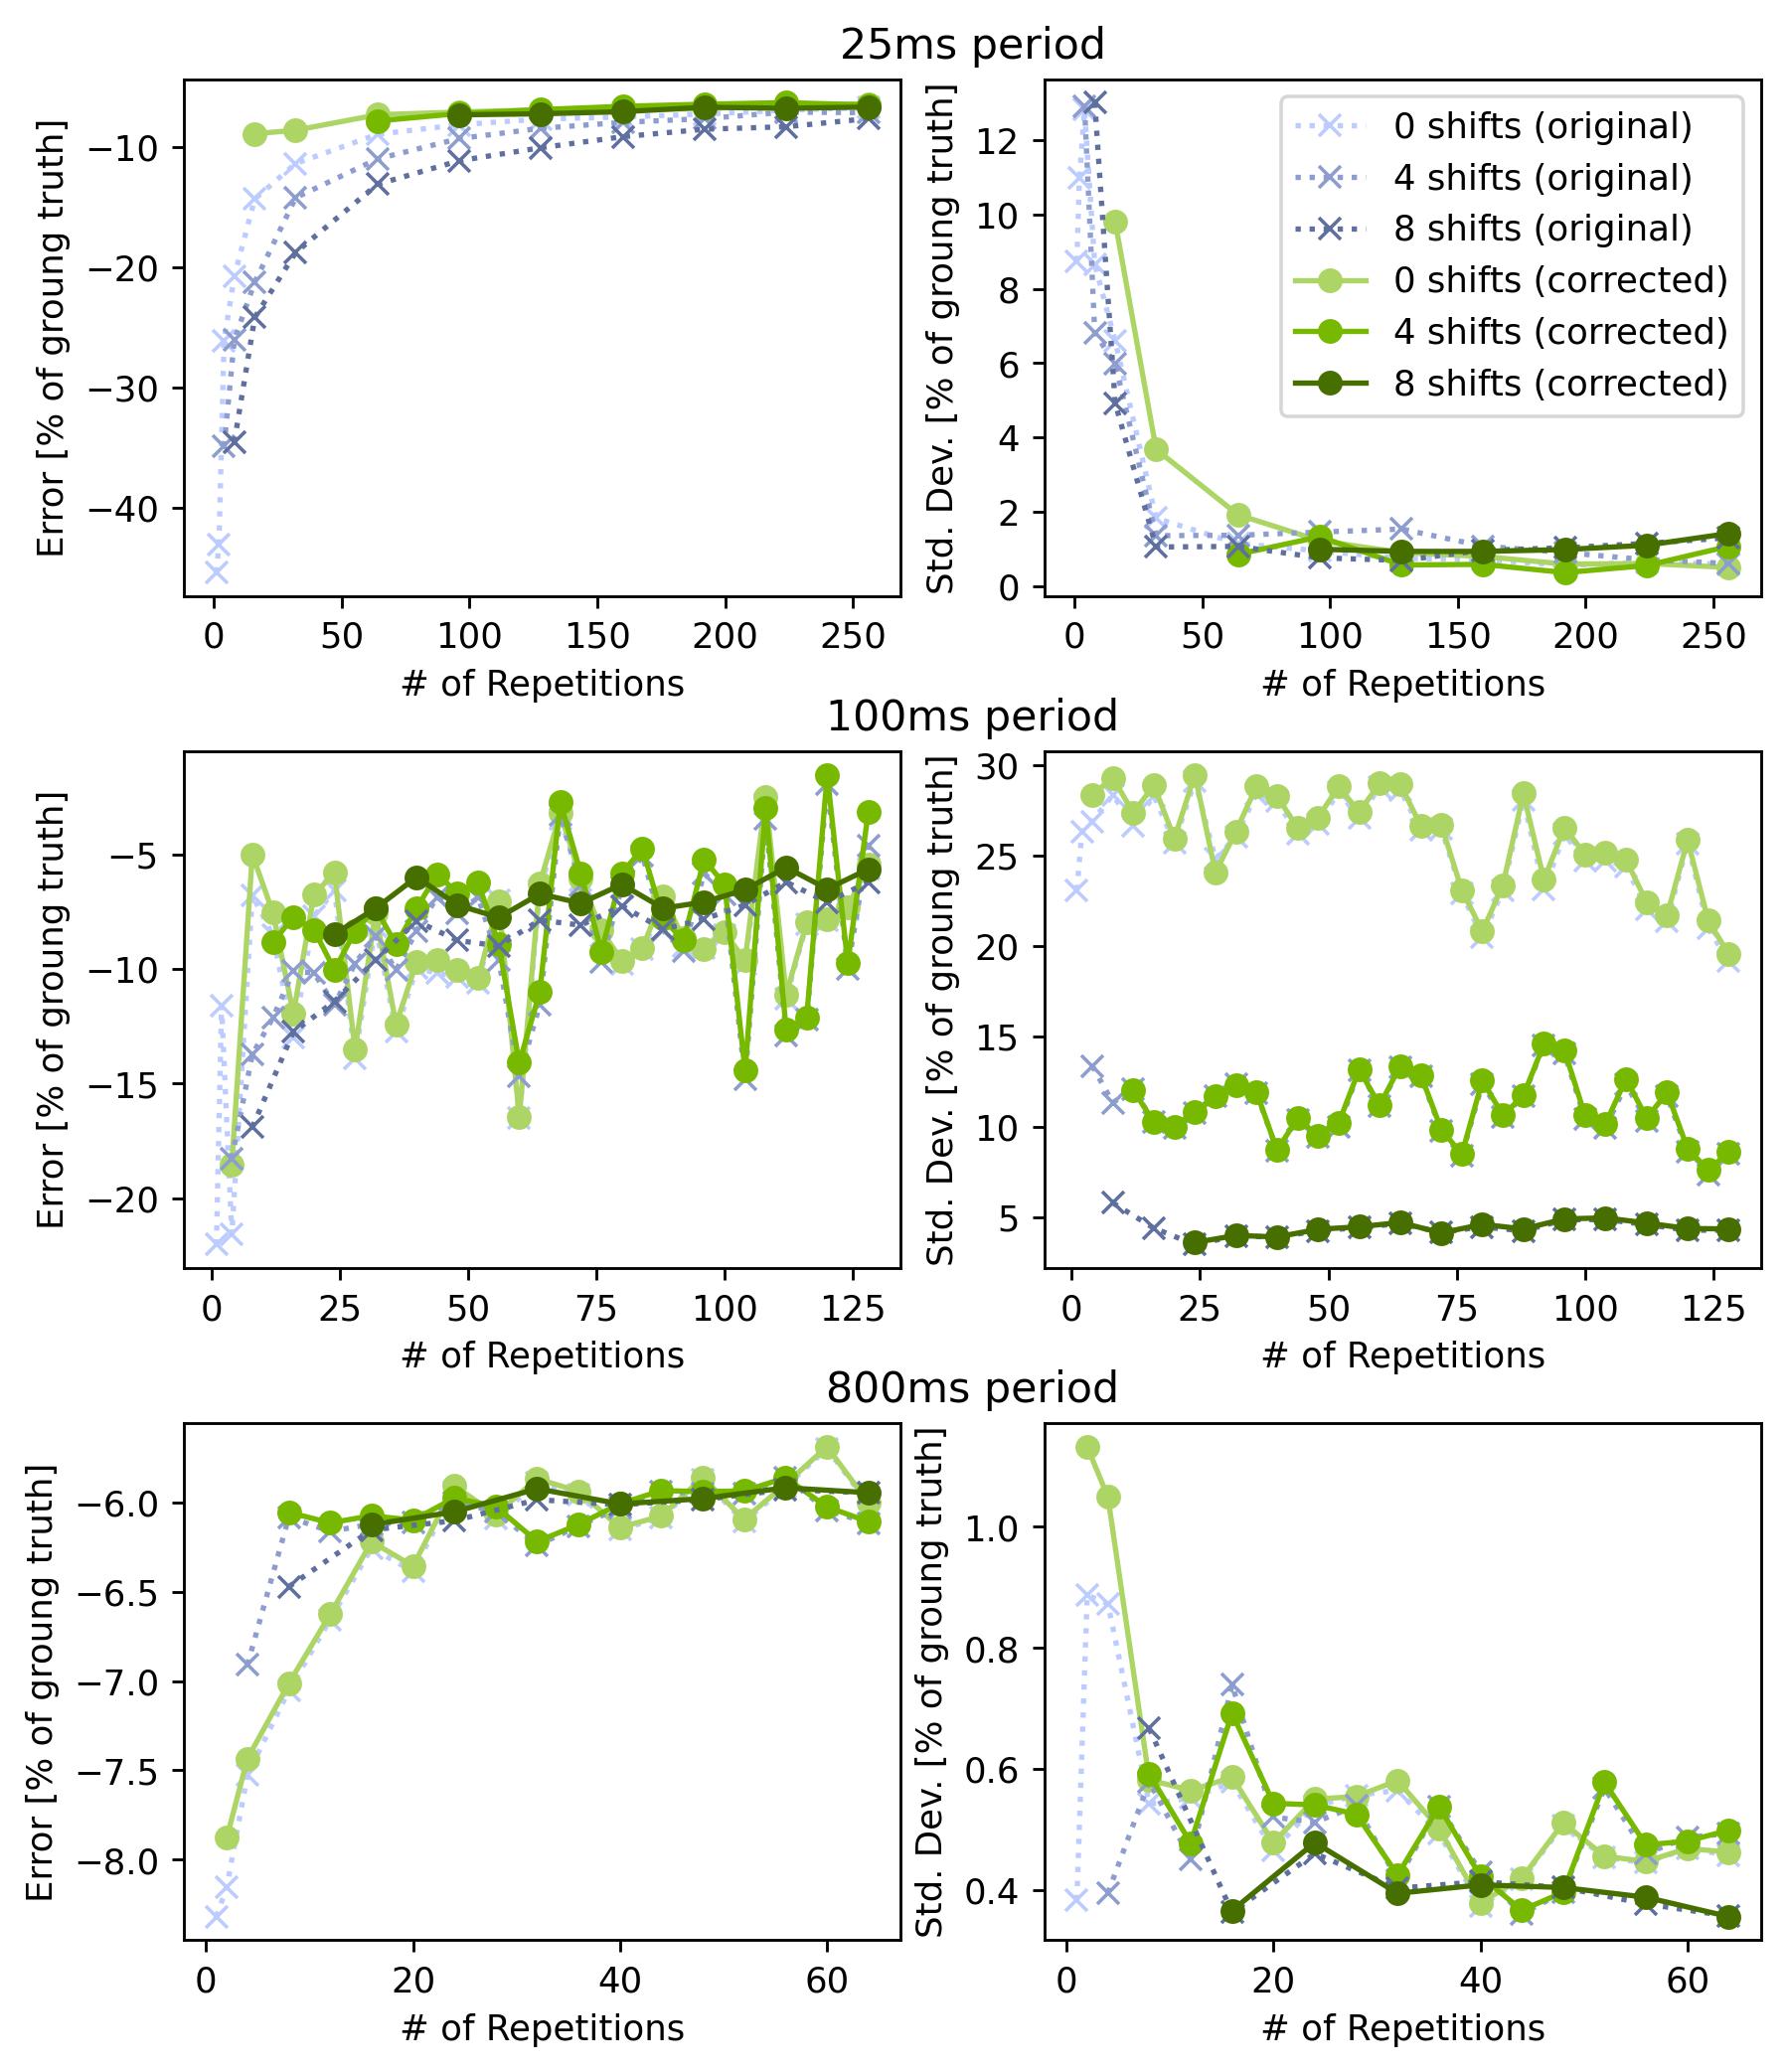 25ms period
Error [% of groung truth]
−10
−20
−30
−40
0 50 100 150 200 250
# of Repetitions
Std. Dev. [% of groung truth]
12
10
8
6
4
2
0
0 shifts (original)
4 shifts (original)
8 shifts (original)
0 shifts (corrected)
4 shifts (corrected)
8 shifts (corrected)
0 50 100 150 200 250
# of Repetitions
100ms period
Error [% of groung truth]
−5
−10
−15
−20
0 25 50 75 100 125
# of Repetitions
Std. Dev. [% of groung truth]
30
25
20
15
10
5
0 25 50 75 100 125
# of Repetitions
800ms period
Error [% of groung truth]
−6.0
−6.5
−7.0
−7.5
−8.0
0 20 40 60
# of Repetitions
Std. Dev. [% of groung truth]
1.0
0.8
0.6
0.4
0 20 40 60
# of Repetitions